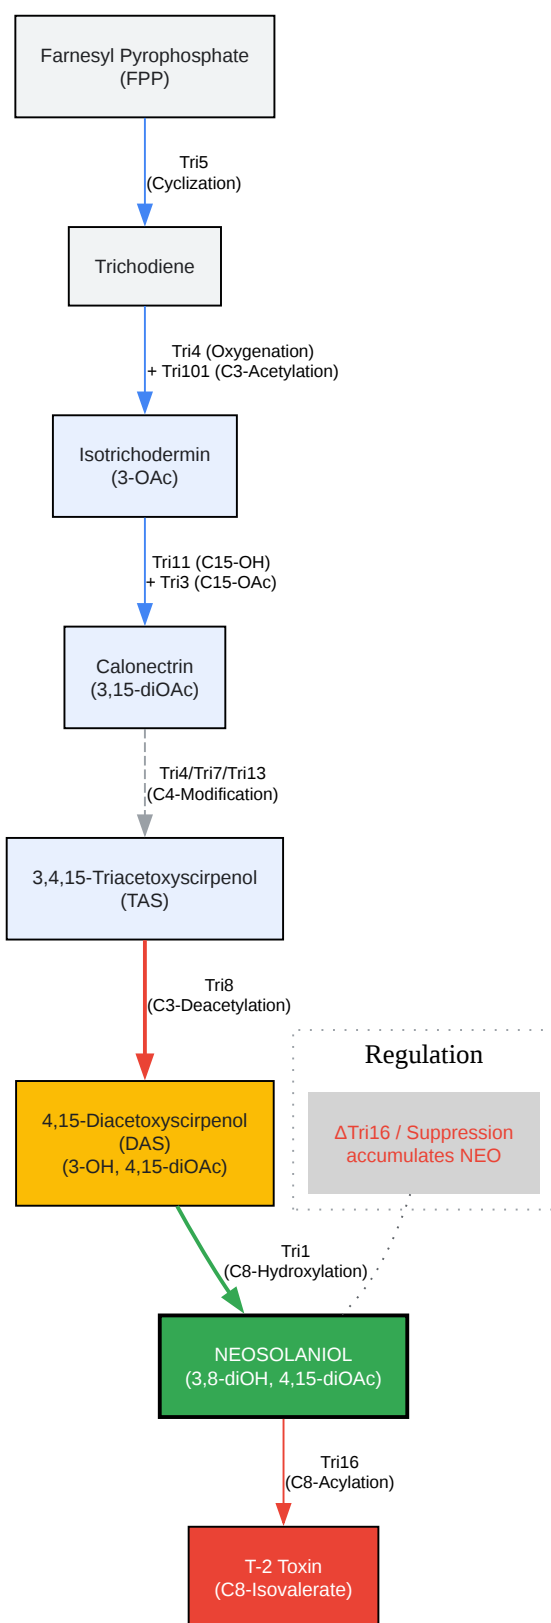 Farnesyl Pyrophosphate
(FPP)
Tri5
(Cyclization)
Trichodiene
Tri4 (Oxygenation)
+ Tri101 (C3-Acetylation)
Isotrichodermin
(3-OAc)
Tri11 (C15-OH)
+ Tri3 (C15-OAc)
Calonectrin
(3,15-diOAc)
Tri4/Tri7/Tri13
(C4-Modification)
3,4,15-Triacetoxyscirpenol
(TAS)
Tri8
(C3-Deacetylation)
Regulation
ΔTri16 / Suppression
accumulates NEO
4,15-Diacetoxyscirpenol
(DAS)
(3-OH, 4,15-diOAc)
Tri1
(C8-Hydroxylation)
NEOSOLANIOL
(3,8-diOH, 4,15-diOAc)
Tri16
(C8-Acylation)
T-2 Toxin
(C8-Isovalerate)